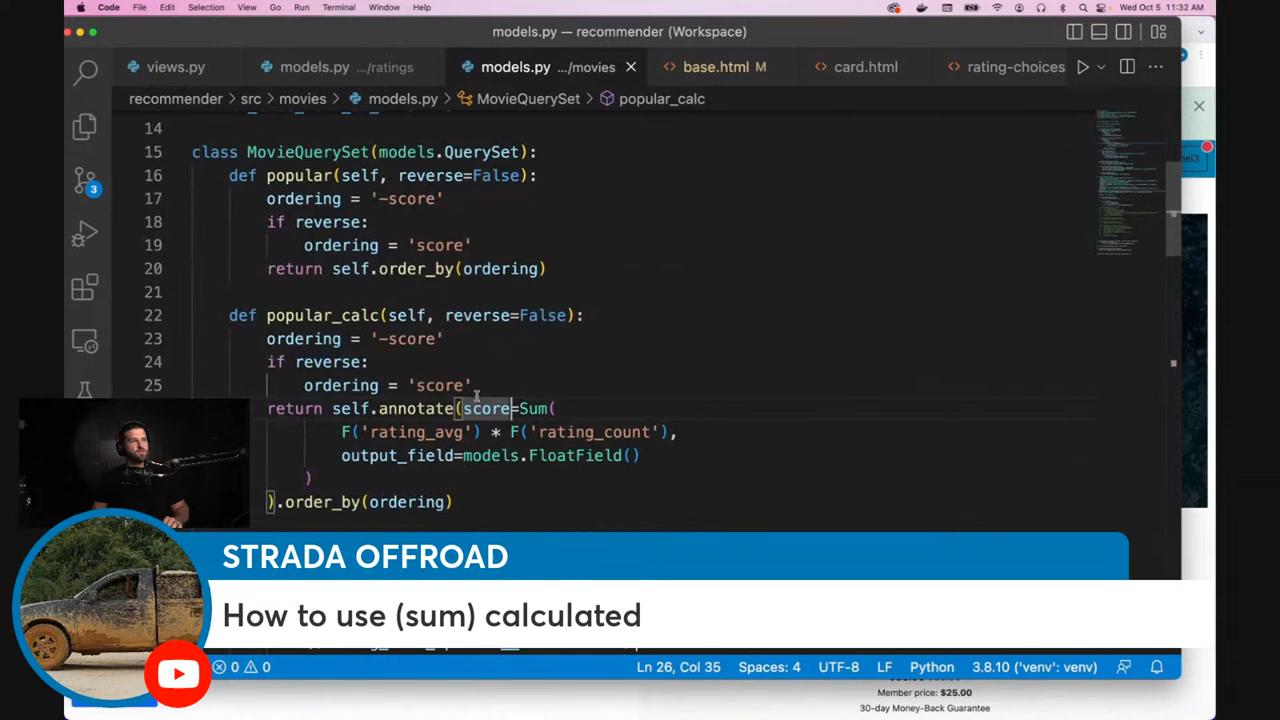 Code File Edit Selection View Go Run Terminal Window Help
Wed Oct 5 11:32 AM
models.py — recommender (Workspace)
views.py models.py .../ratings models.py .../movies base.html M card.html rating-choices
recommender > src > movies > models.py > MovieQuerySet > popular_calc
14
15 class MovieQuerySet(models.QuerySet):
16 def popular(self, reverse=False):
17 ordering = '-score'
18 if reverse:
19 ordering = 'score'
20 return self.order_by(ordering)
21
22 def popular_calc(self, reverse=False):
23 ordering = '-score'
24 if reverse:
25 ordering = 'score'
return self.annotate(score=Sum(
F('rating_avg') * F('rating_count'),
output_field=models.FloatField()
)
).order_by(ordering)
3
STRADA OFFROAD
How to use (sum) calculated
0 0
Ln 26, Col 35 Spaces: 4 UTF-8 LF Python 3.8.10 ('venv': venv)
Member price: $25.00
30-day Money-Back Guarantee